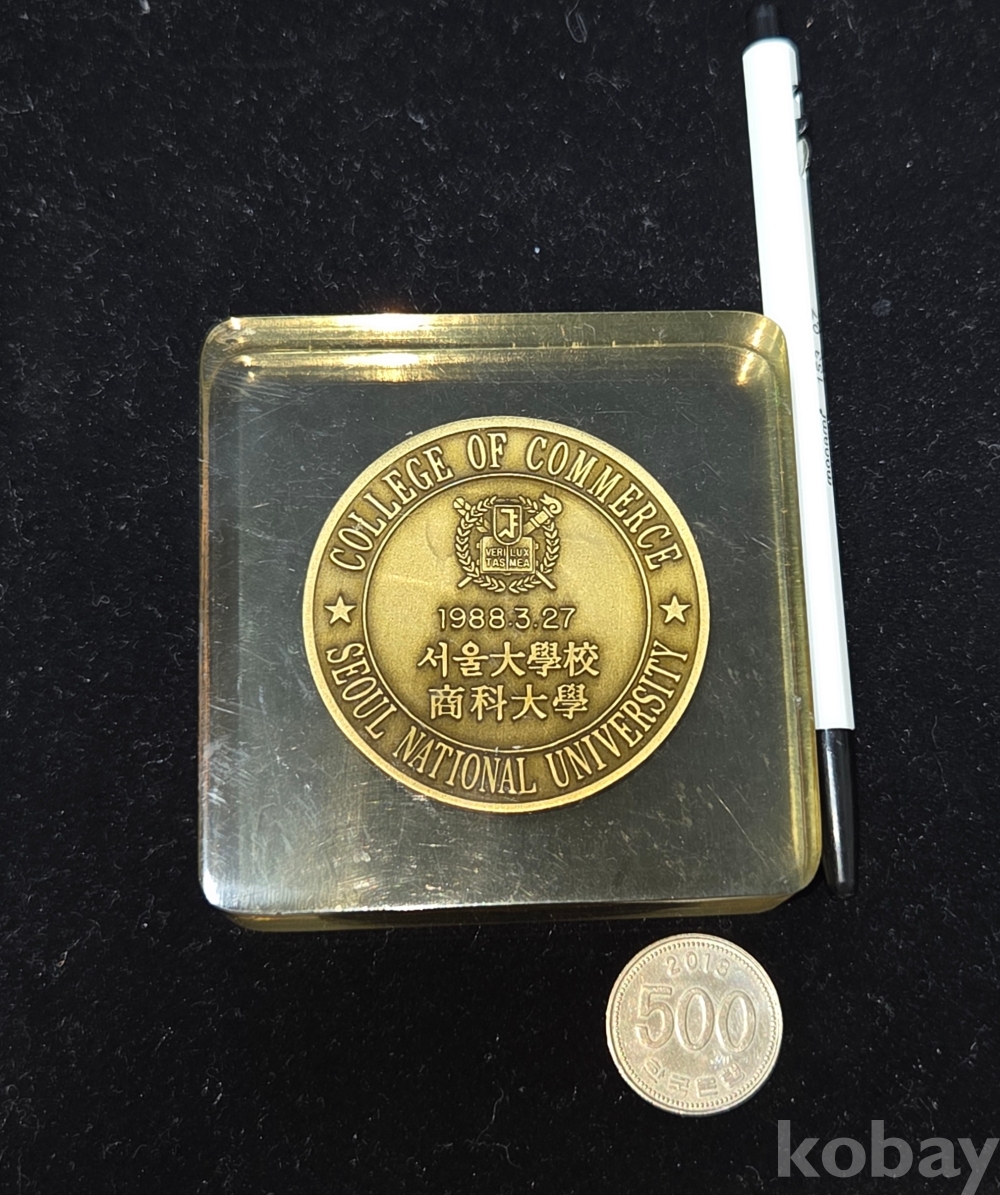 COLLEGE OF COMMERCE
VERI LUX
TAS MEA
1988.3.27
서울大學校
商科大學
SEOUL NATIONAL UNIVERSITY
153
2013
500
한국은행
kobay